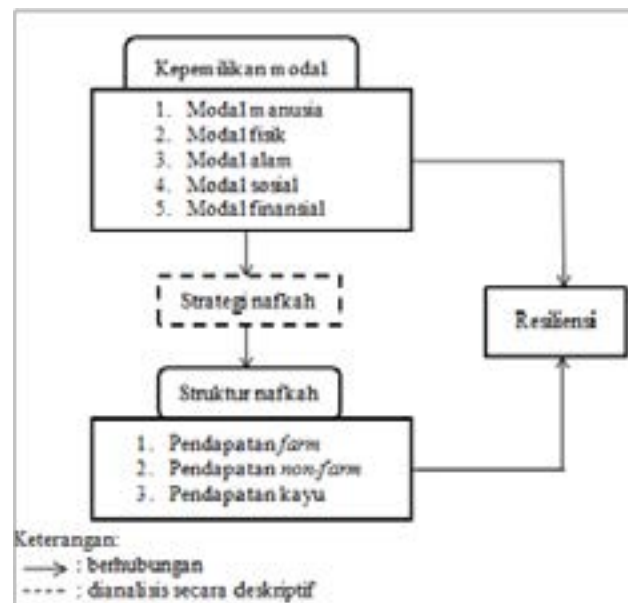 Kepemilikan modal
1. Modal manusia
2. Modal fisik
3. Modal alam
4. Modal sosial
5. Modal finansial
Strategi nafkah
Resiliensi
Struktur nafkah
1. Pendapatan farm
2. Pendapatan non-farm
3. Pendapatan kayu
Keterangan:
: berhubungan
: dianalisis secara deskriptif